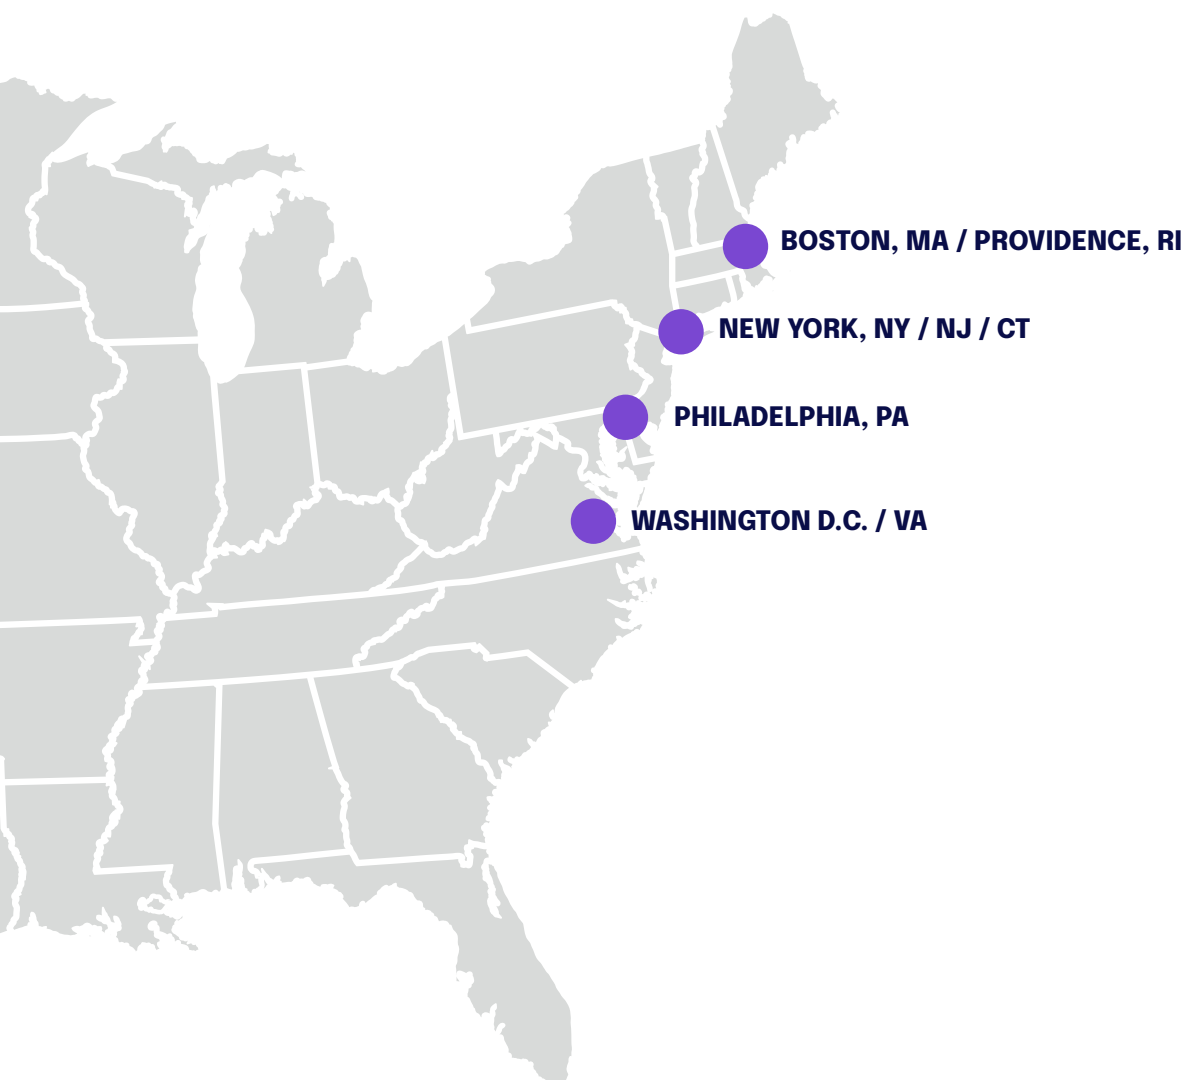 BOSTON, MA / PROVIDENCE, RI
NEW YORK, NY / NJ / CT
PHILADELPHIA, PA
WASHINGTON D.C. / VA